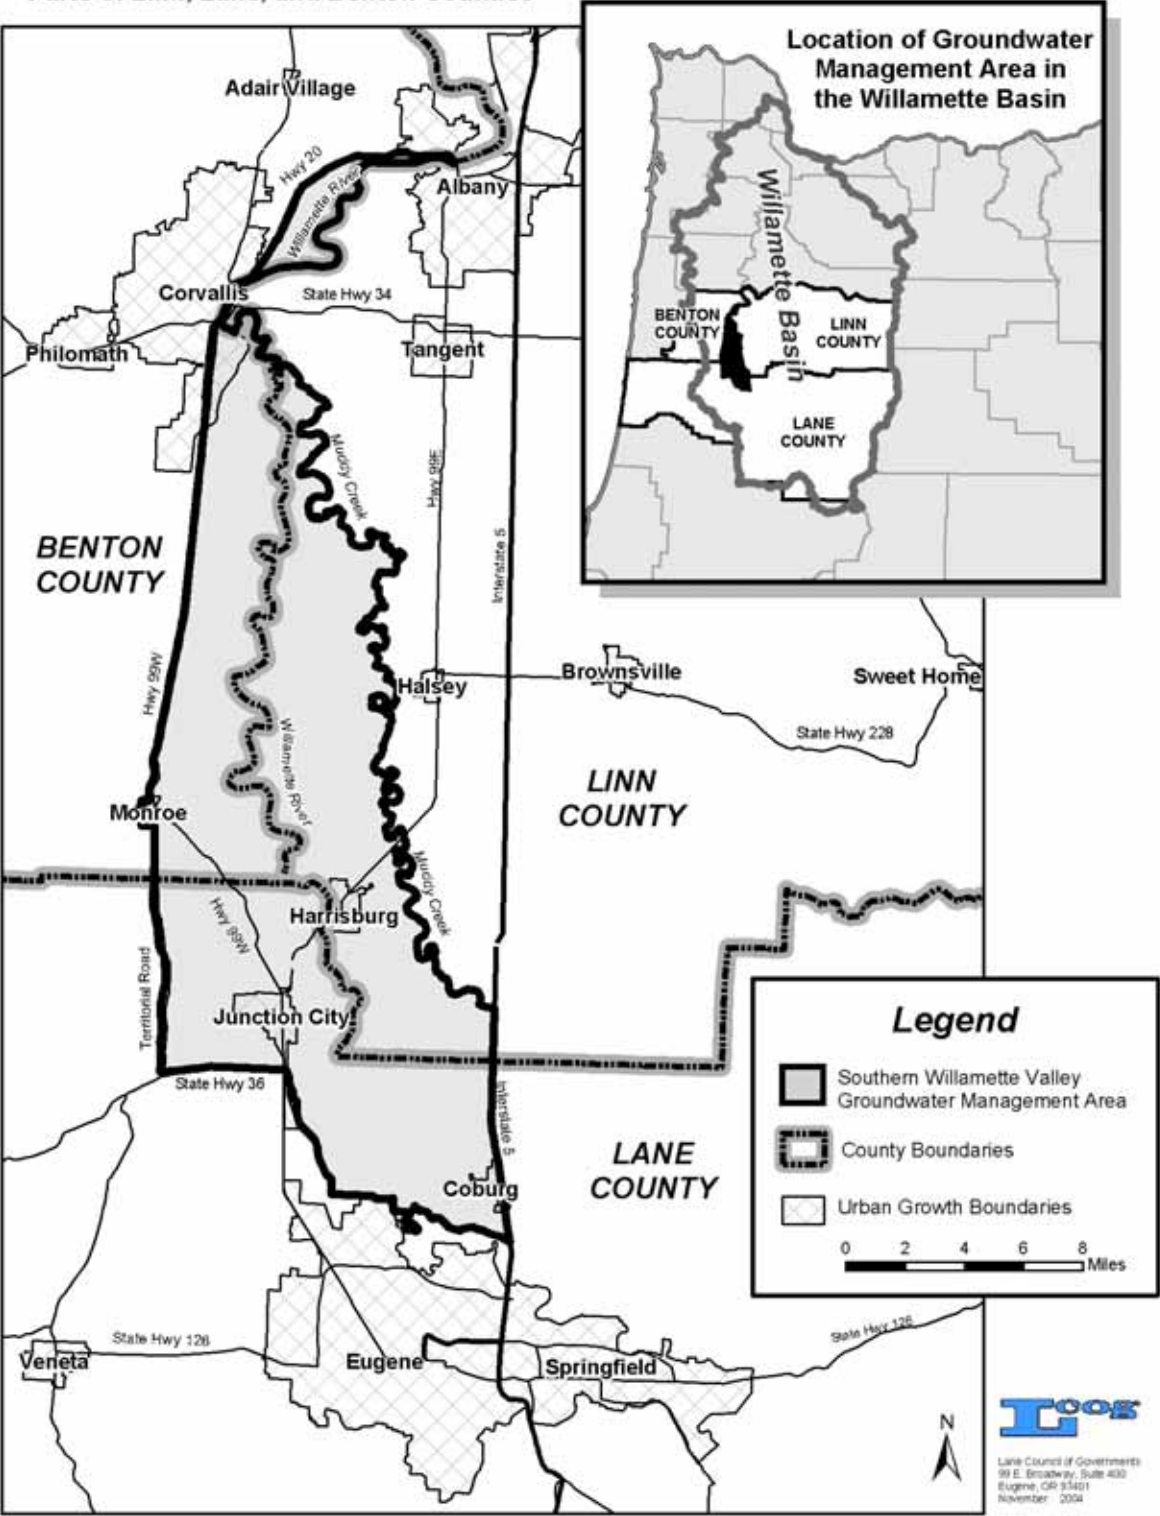 Location of Groundwater
Management Area in
the Willamette Basin
Willamette Basin
BENTON
COUNTY
LINN
COUNTY
LANE
COUNTY
Adair Village
Hwy 20
Willamette River
Albany
Corvallis
State Hwy 34
Philomath
Tangent
Muddy Creek
Hwy 99E
Interstate 5
BENTON
COUNTY
Hwy 99W
Halsey
Brownsville
Sweet Home
State Hwy 228
Willamette River
LINN
COUNTY
Monroe
Muddy Creek
Harrisburg
Hwy 99W
Territorial Road
Junction City
State Hwy 36
Interstate 5
LANE
COUNTY
Coburg
Legend
Southern Willamette Valley
Groundwater Management Area
County Boundaries
Urban Growth Boundaries
0 2 4 6 8
Miles
State Hwy 126
State Hwy 126
Veneta
Eugene
Springfield
N
Lcog
Lane Council of Governments
99 E. Broadway, Suite 400
Eugene, OR 97401
November 2004